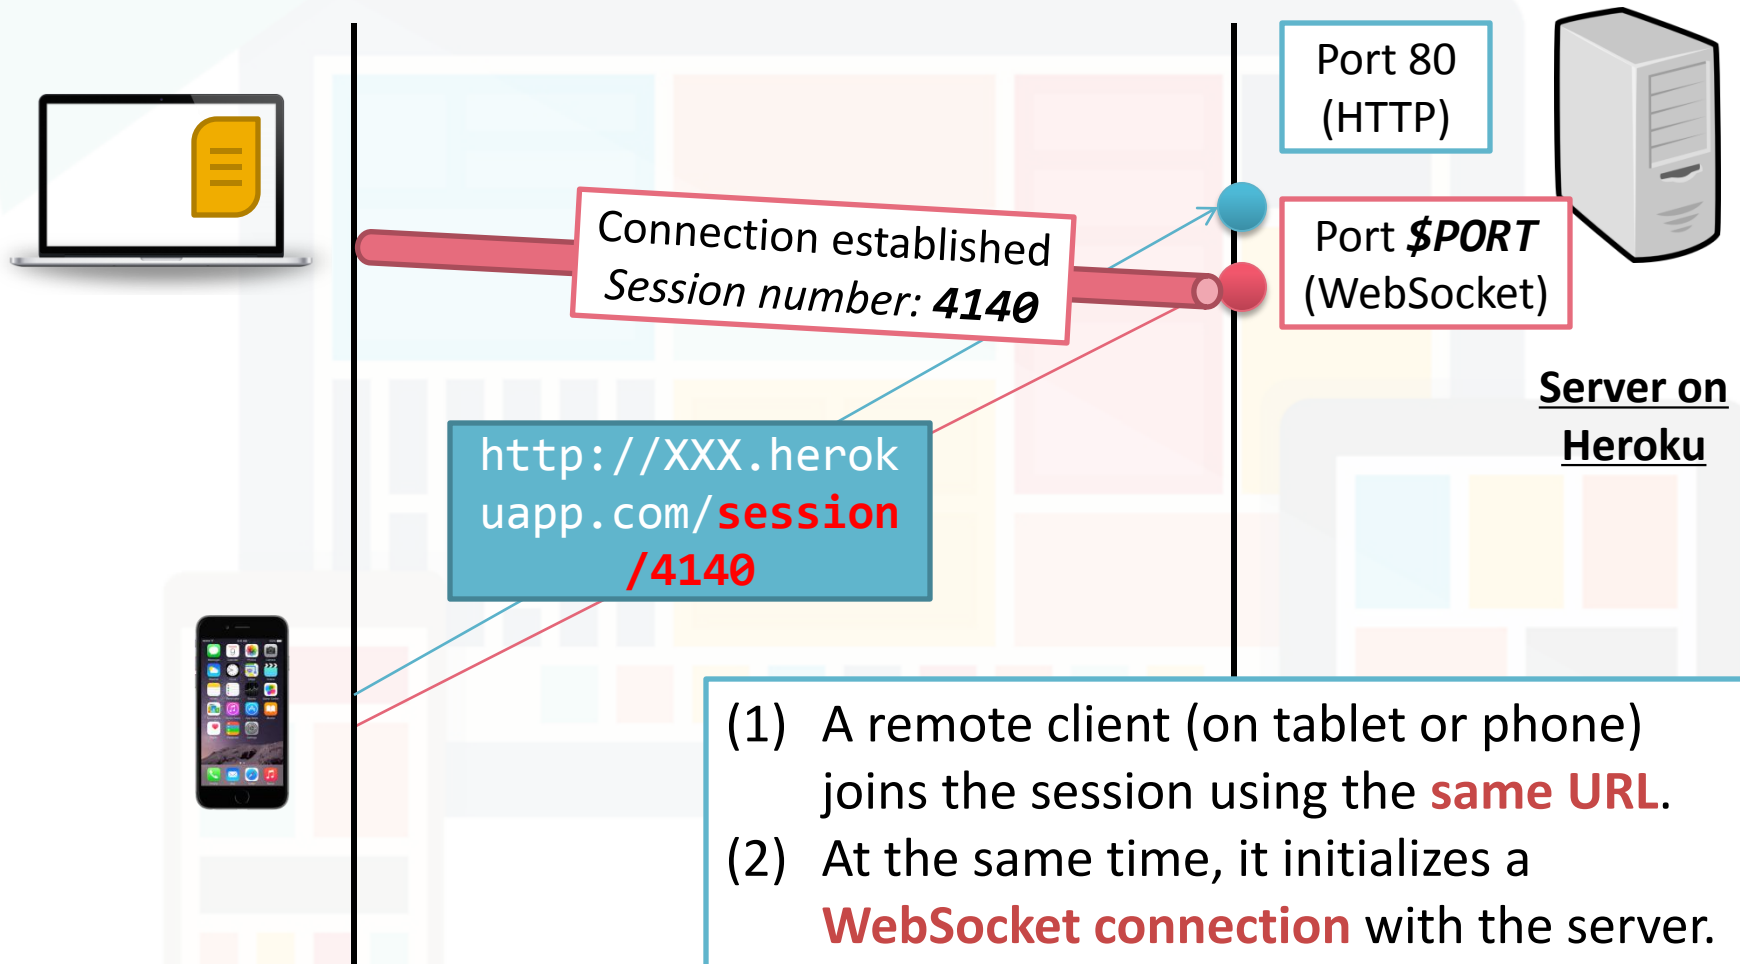 Port 80
(HTTP)
Connection established
Session number: 4140
Port $PORT
(WebSocket)
Server on
Heroku
http://XXX.herok
uapp.com/session
/4140
(1) A remote client (on tablet or phone)
joins the session using the same URL.
(2) At the same time, it initializes a
WebSocket connection with the server.